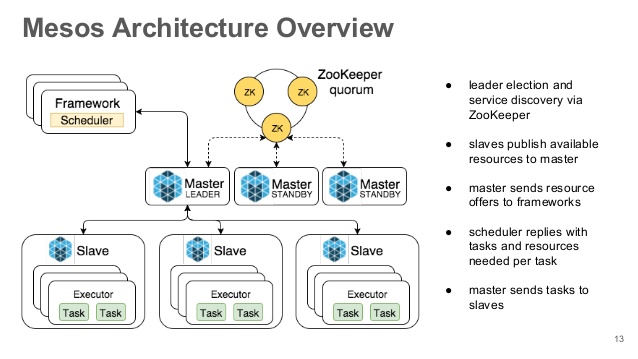 Mesos Architecture Overview
Framework
Scheduler
ZooKeeper
quorum
ZK
ZK
ZK
Master
LEADER
Master
STANDBY
Master
STANDBY
Slave
Executor
Task Task
Slave
Executor
Task Task
Slave
Executor
Task Task
● leader election and
service discovery via
ZooKeeper
● slaves publish available
resources to master
● master sends resource
offers to frameworks
● scheduler replies with
tasks and resources
needed per task
● master sends tasks to
slaves
13